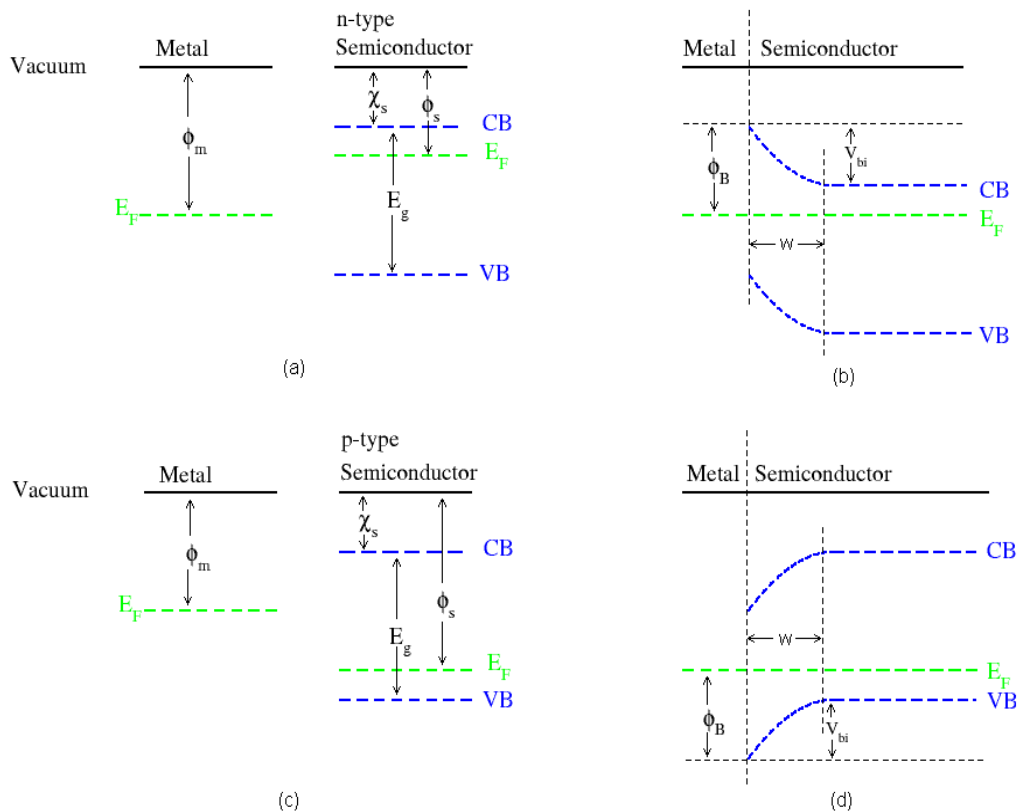 n-type
Metal
Semiconductor
Vacuum
χs
ϕs
CB
ϕm
EF
Eg
EF
VB
(a)
Metal
Semiconductor
ϕB
Vbi
CB
EF
W
VB
(b)
p-type
Metal
Semiconductor
Vacuum
χs
CB
ϕm
EF
ϕs
Eg
EF
VB
(c)
Metal
Semiconductor
CB
W
EF
VB
ϕB
Vbi
(d)